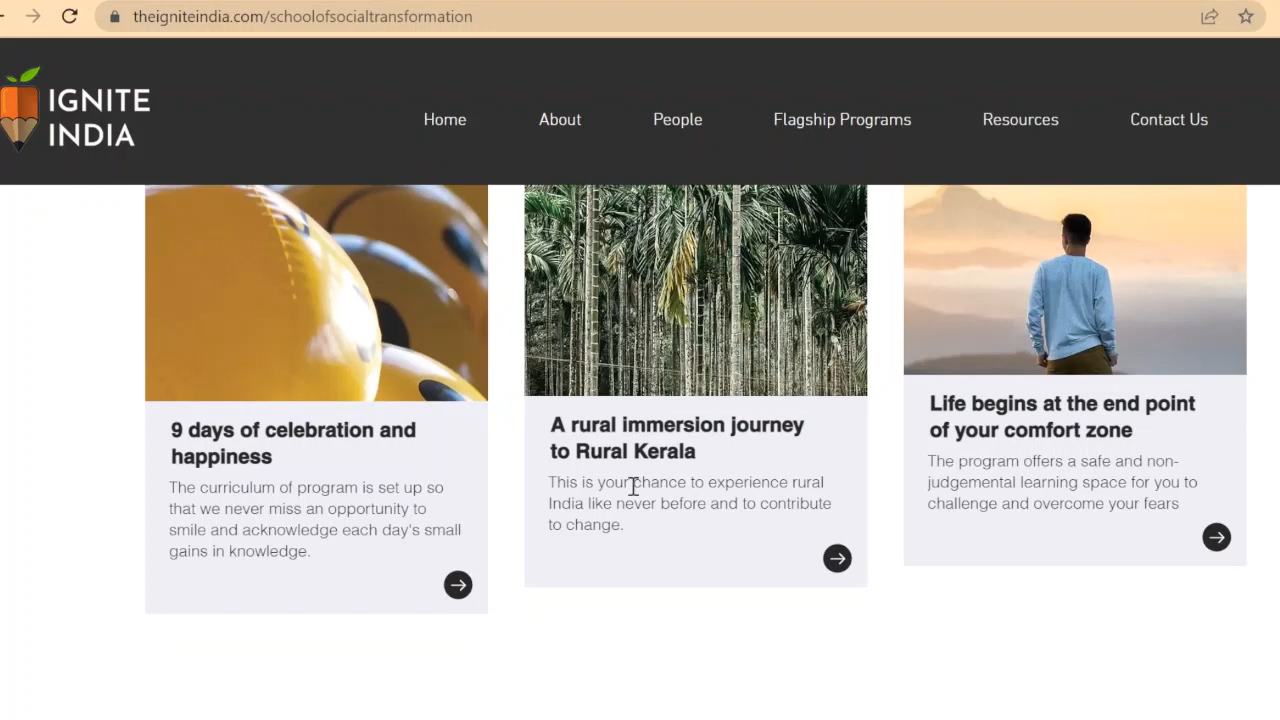 theigniteindia.com/schoolofsocialtransformation
IGNITE
INDIA
Home
About
People
Flagship Programs
Resources
Contact Us
9 days of celebration and
happiness
The curriculum of program is set up so
that we never miss an opportunity to
smile and acknowledge each day's small
gains in knowledge.
A rural immersion journey
to Rural Kerala
This is your chance to experience rural
India like never before and to contribute
to change.
Life begins at the end point
of your comfort zone
The program offers a safe and non-
judgemental learning space for you to
challenge and overcome your fears